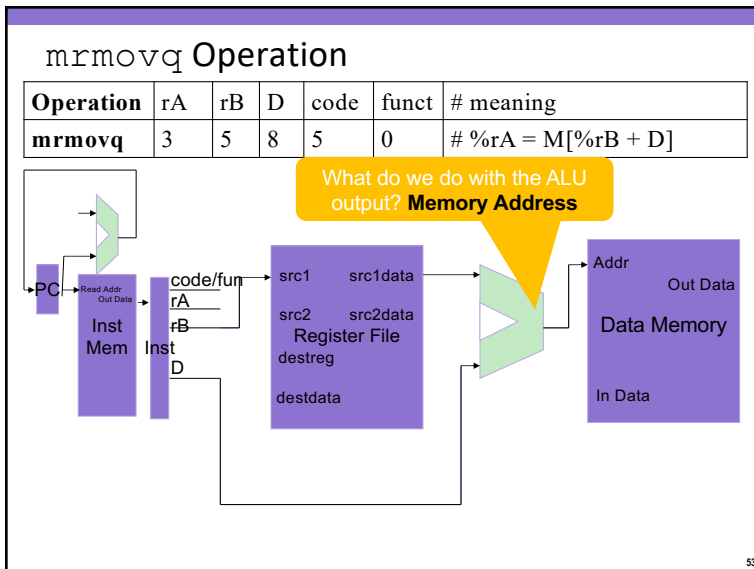 mrmovq Operation
Operation rA rB D code funct # meaning
mrmovq 3 5 8 5 0 # %rA = M[%rB + D]
What do we do with the ALU
output? Memory Address
PC
Read Addr
Out Data
Inst
Mem
Inst
code/fun
rA
rB
D
src1 src1data
src2 src2data
Register File
destreg
destdata
Addr
Out Data
Data Memory
In Data
53